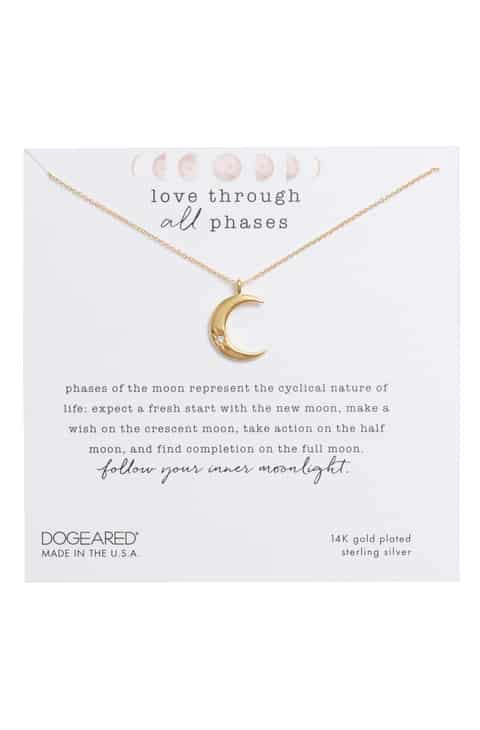 love through
all phases
phases of the moon represent the cyclical nature of
life: expect a fresh start with the new moon, make a
wish on the crescent moon, take action on the half
moon, and find completion on the full moon.
follow your inner moonlight.
DOGEARED®
MADE IN THE U.S.A.
14K gold plated
sterling silver